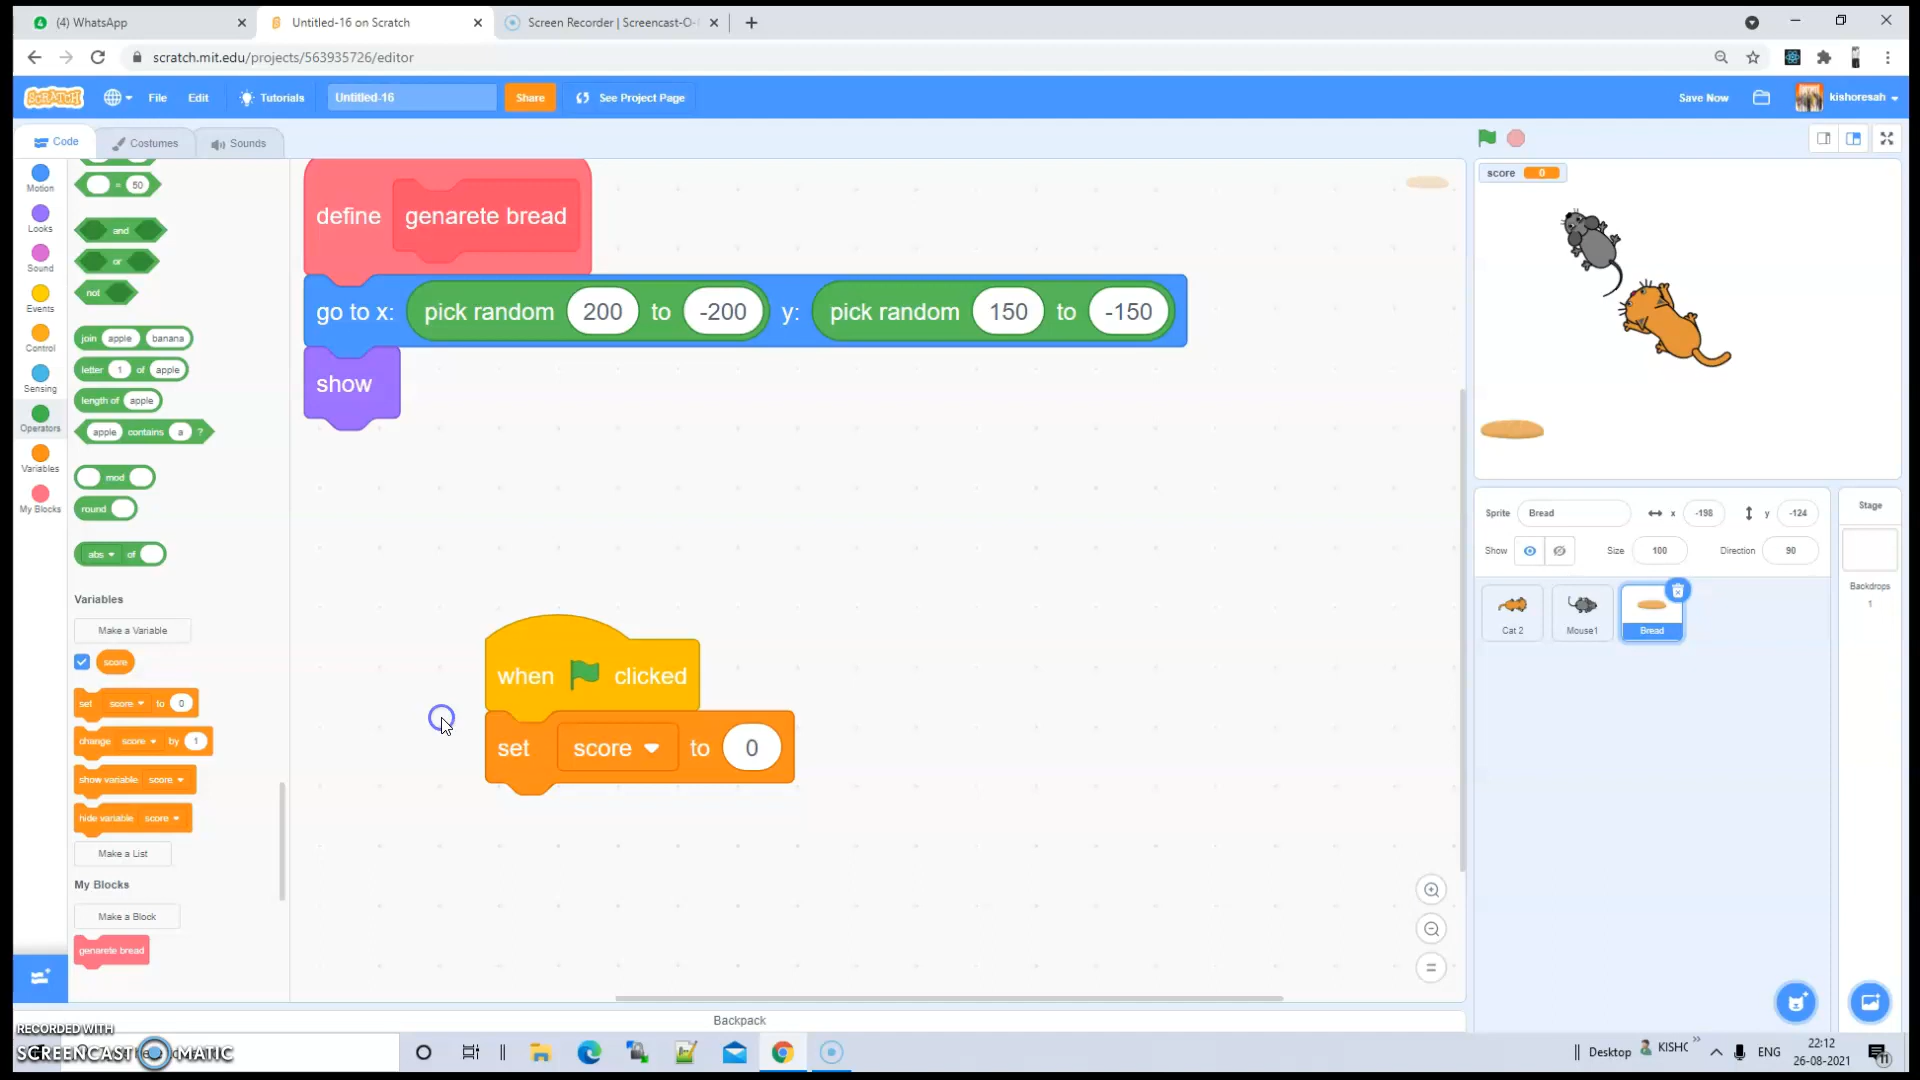 (4) WhatsApp
Untitled-16 on Scratch
Screen Recorder | Screencast-O-
scratch.mit.edu/projects/563935726/editor
SCRATCH
File
Edit
Tutorials
Untitled-16
Share
See Project Page
Save Now
kishoresah
Code
Costumes
Sounds
Motion
Looks
Sound
Events
Control
Sensing
Operators
Variables
My Blocks
= 50
and
or
not
join apple banana
letter 1 of apple
length of apple
apple contains a ?
mod
round
abs of
Variables
Make a Variable
score
set score to 0
change score by 1
show variable score
hide variable score
Make a List
My Blocks
Make a Block
genarete bread
define genarete bread
go to x: pick random 200 to -200 y: pick random 150 to -150
show
when clicked
set score to 0
score 0
Sprite Bread x -198 y -124
Show Size 100 Direction 90
Cat 2
Mouse1
Bread
Stage
Backdrops
1
Backpack
RECORDED WITH
SCREENCAST MATIC
Desktop
KISHC
ENG
22:12
26-08-2021